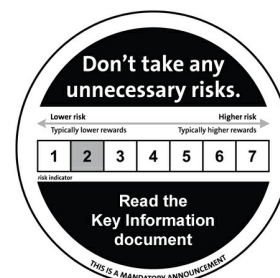 Don't take any
unnecessary risks.
Lower risk Higher risk
Typically lower rewards Typically higher rewards
1 2 3 4 5 6 7
risk indicator
Read the
Key Information
document
THIS IS A MANDATORY ANNOUNCEMENT